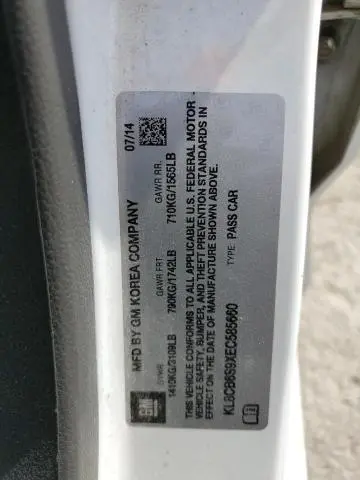 MFD BY GM KOREA COMPANY 07/14
GVWR GAWR FRT. GAWR RR.
1410KG/3109LB 790KG/1742LB 710KG/1565LB
THIS VEHICLE CONFORMS TO ALL APPLICABLE U.S. FEDERAL MOTOR
VEHICLE SAFETY, BUMPER, AND THEFT PREVENTION STANDARDS IN
EFFECT ON THE DATE OF MANUFACTURE SHOWN ABOVE.
KL8CB6S9XEC585660 TYPE: PASS CAR
GM